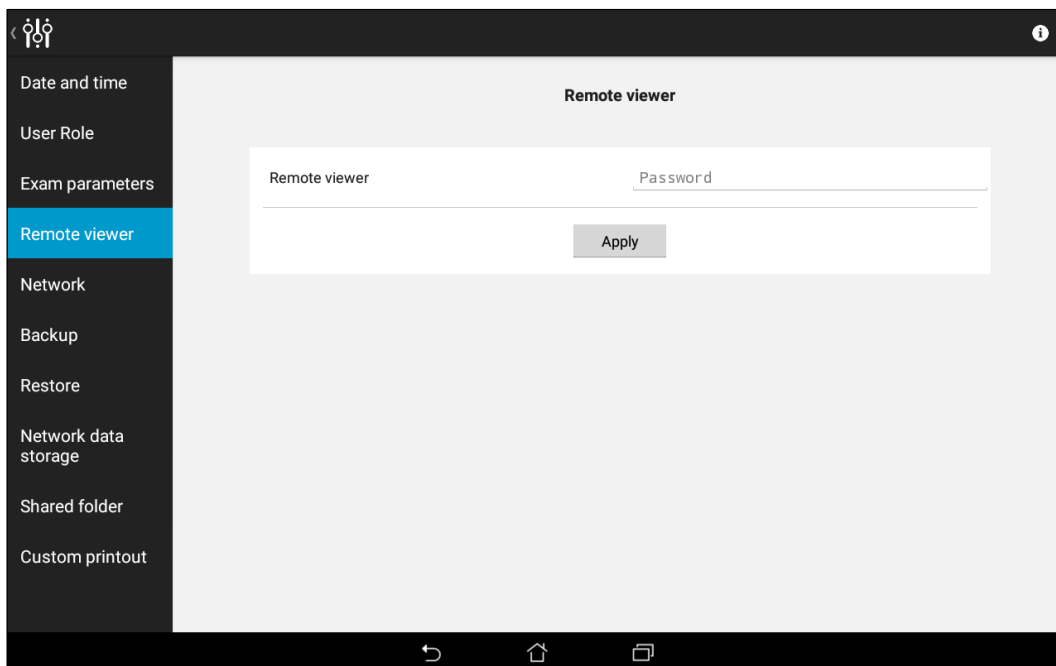 Date and time
User Role
Exam parameters
Remote viewer
Network
Backup
Restore
Network data
storage
Shared folder
Custom printout
Remote viewer
Remote viewer
Password
Apply